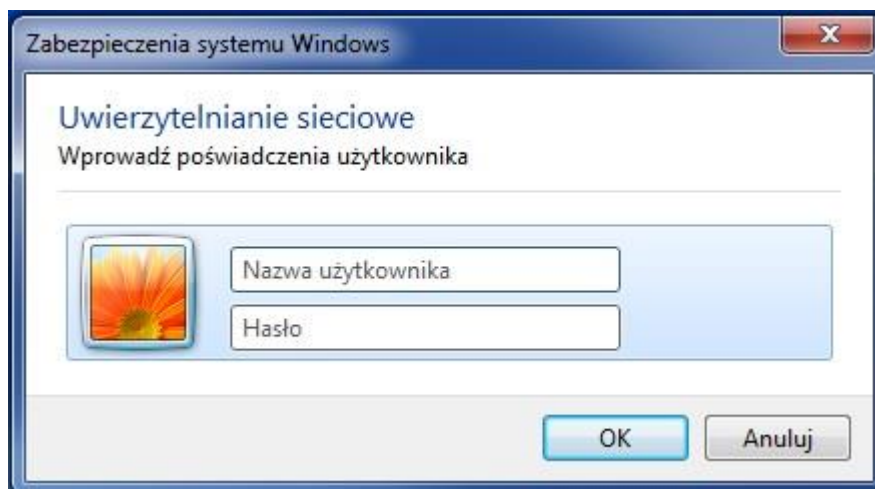 Zabezpieczenia systemu Windows
Uwierzytelnianie sieciowe
Wprowadź poświadczenia użytkownika
Nazwa użytkownika
Hasło
OK
Anuluj